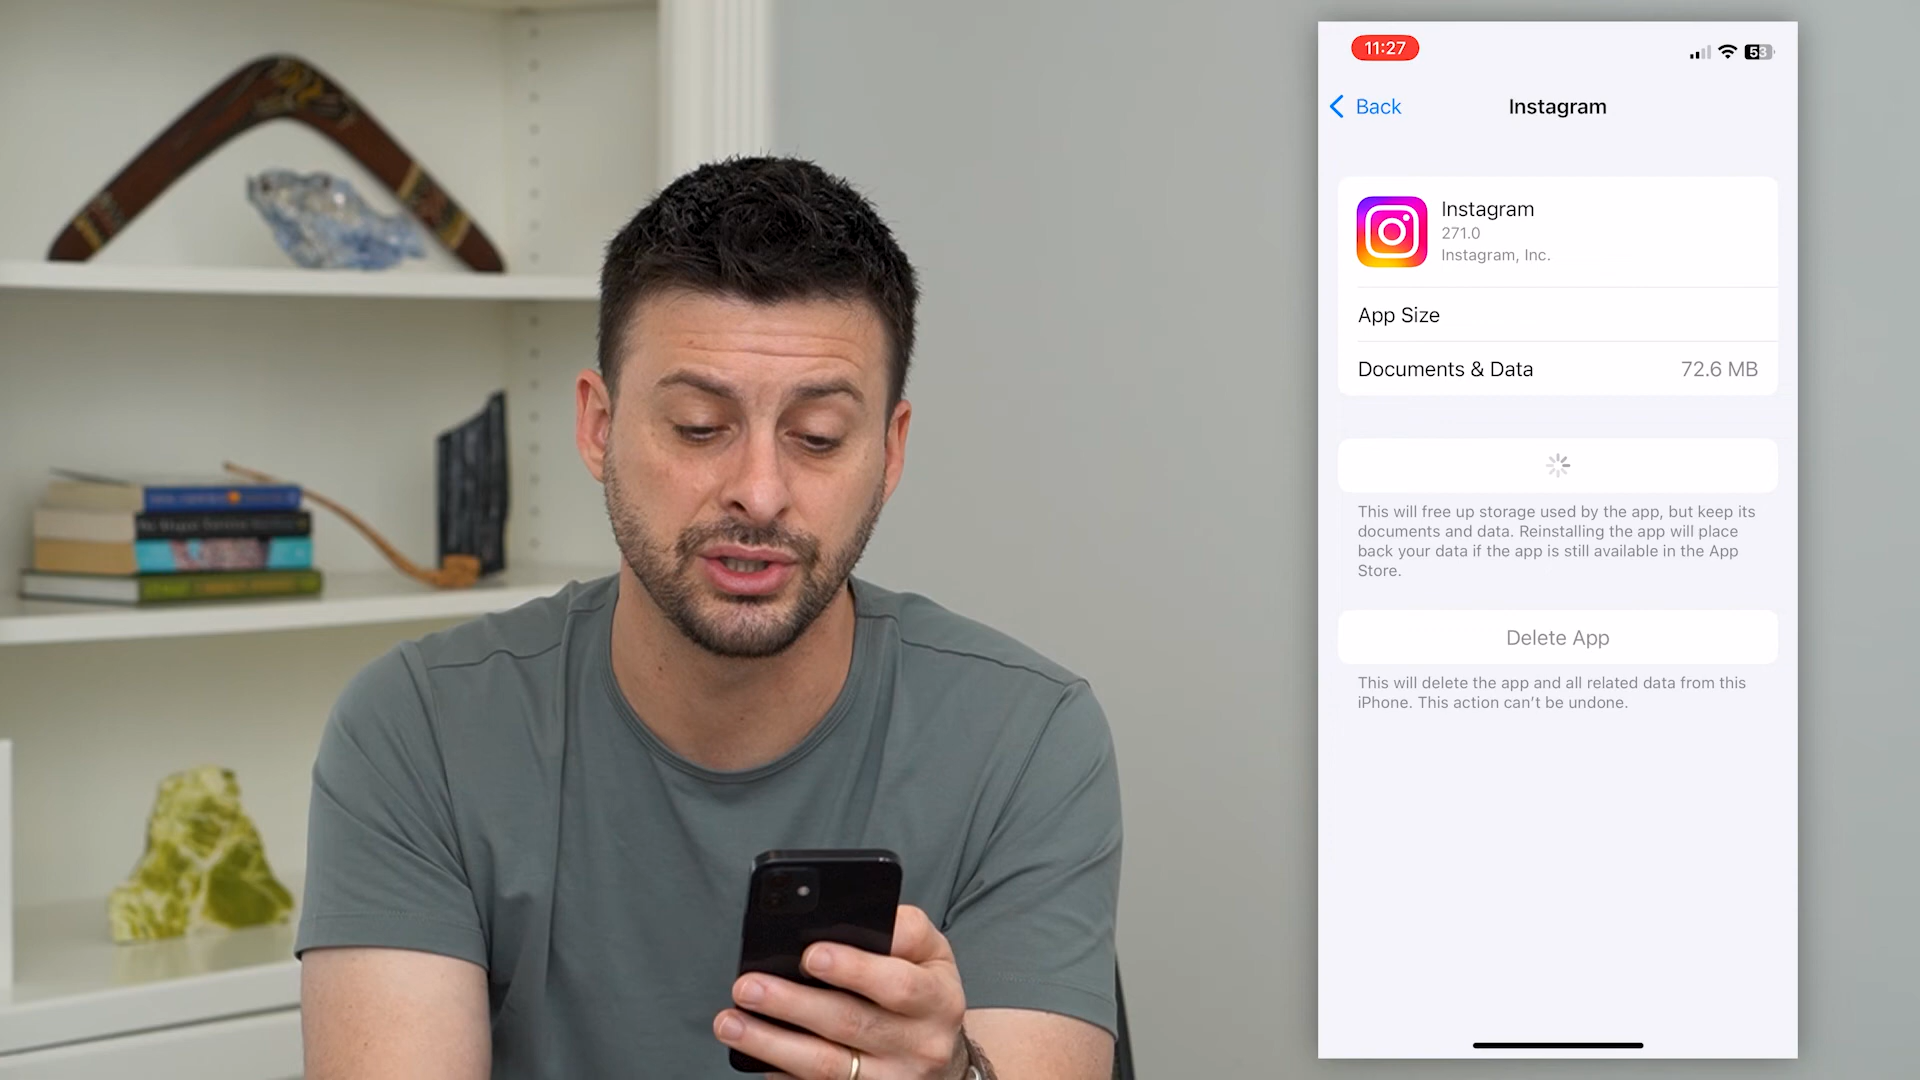 11:27
53
Back
Instagram
Instagram
271.0
Instagram, Inc.
App Size
Documents & Data 72.6 MB
This will free up storage used by the app, but keep its
documents and data. Reinstalling the app will place
back your data if the app is still available in the App
Store.
Delete App
This will delete the app and all related data from this
iPhone. This action can't be undone.